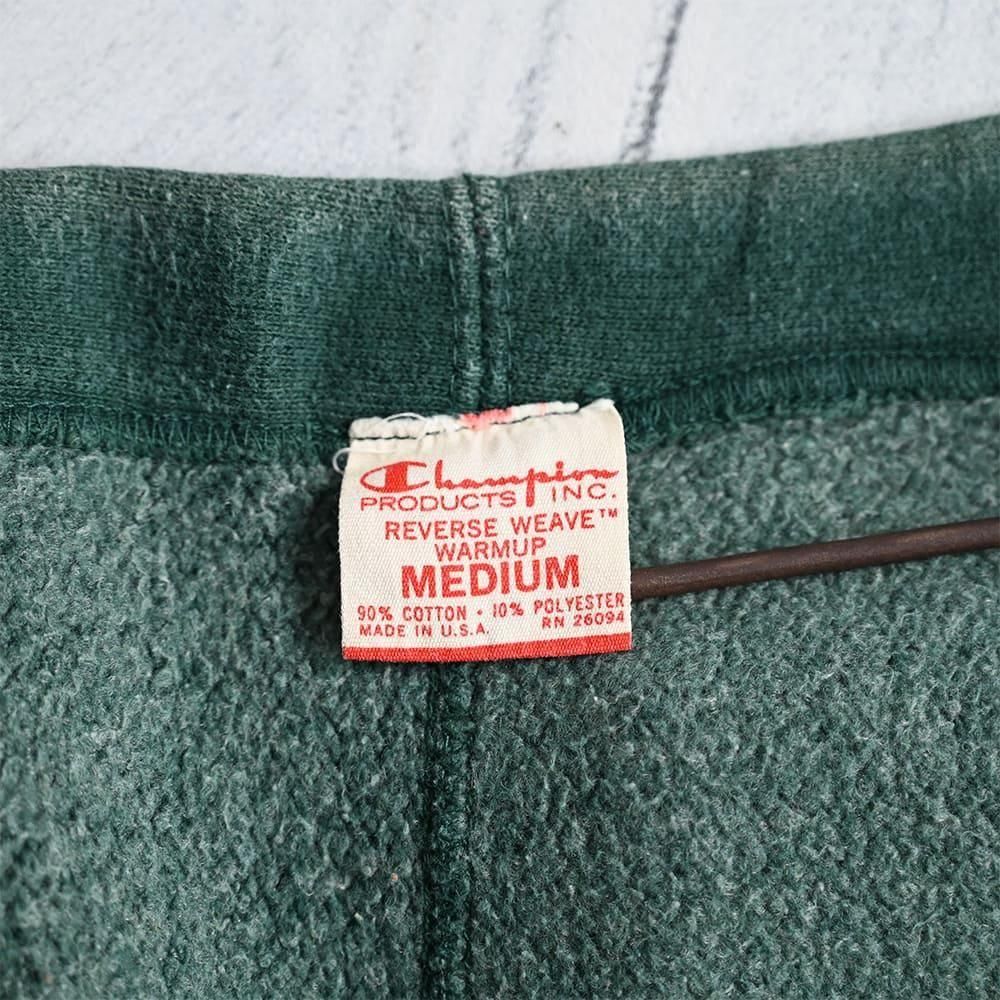 Champion
PRODUCTS INC.
REVERSE WEAVE™
WARMUP
MEDIUM
90% COTTON · 10% POLYESTER
MADE IN U.S.A. RN 26094